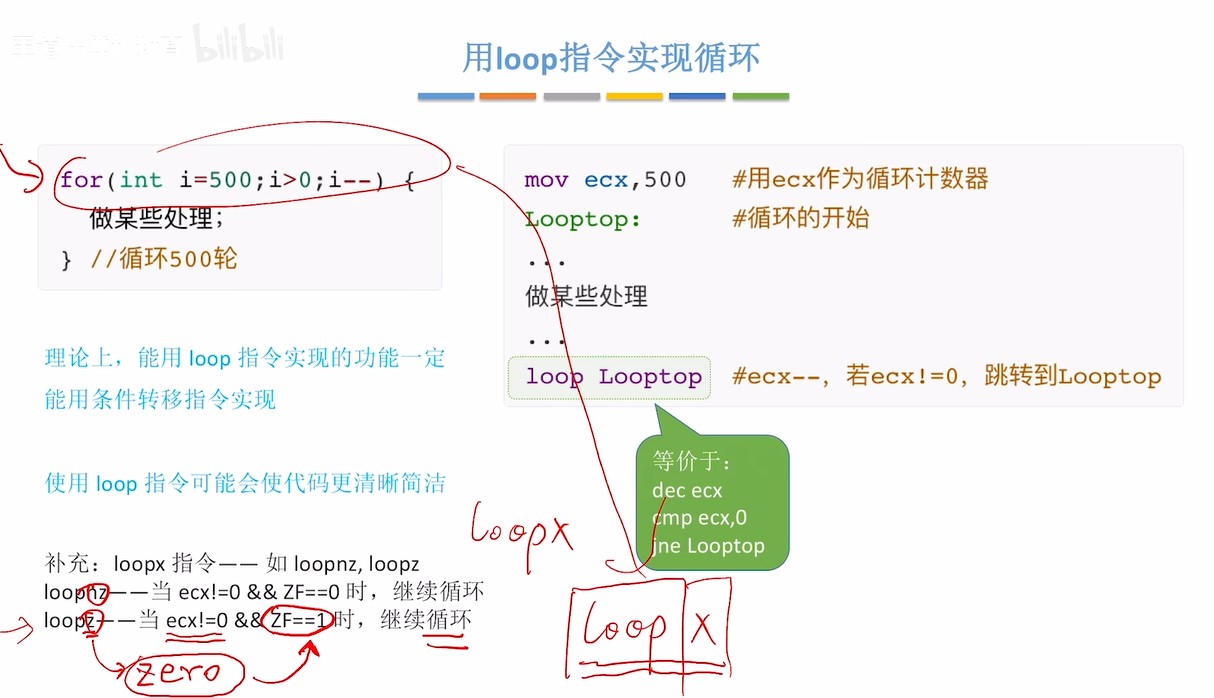 bilibili
用loop指令实现循环
for(int i=500;i>0;i--) {
做某些处理;
} //循环500轮
理论上，能用 loop 指令实现的功能一定
能用条件转移指令实现
使用 loop 指令可能会使代码更清晰简洁
补充：loopx 指令—— 如 loopnz, loopz
loopnz——当 ecx!=0 && ZF==0 时，继续循环
loopz——当 ecx!=0 && ZF==1 时，继续循环
zero
mov ecx,500 #用ecx作为循环计数器
Looptop: #循环的开始
...
做某些处理
...
loop Looptop #ecx--，若ecx!=0，跳转到Looptop
等价于：
dec ecx
cmp ecx,0
jne Looptop
loopx
loop x